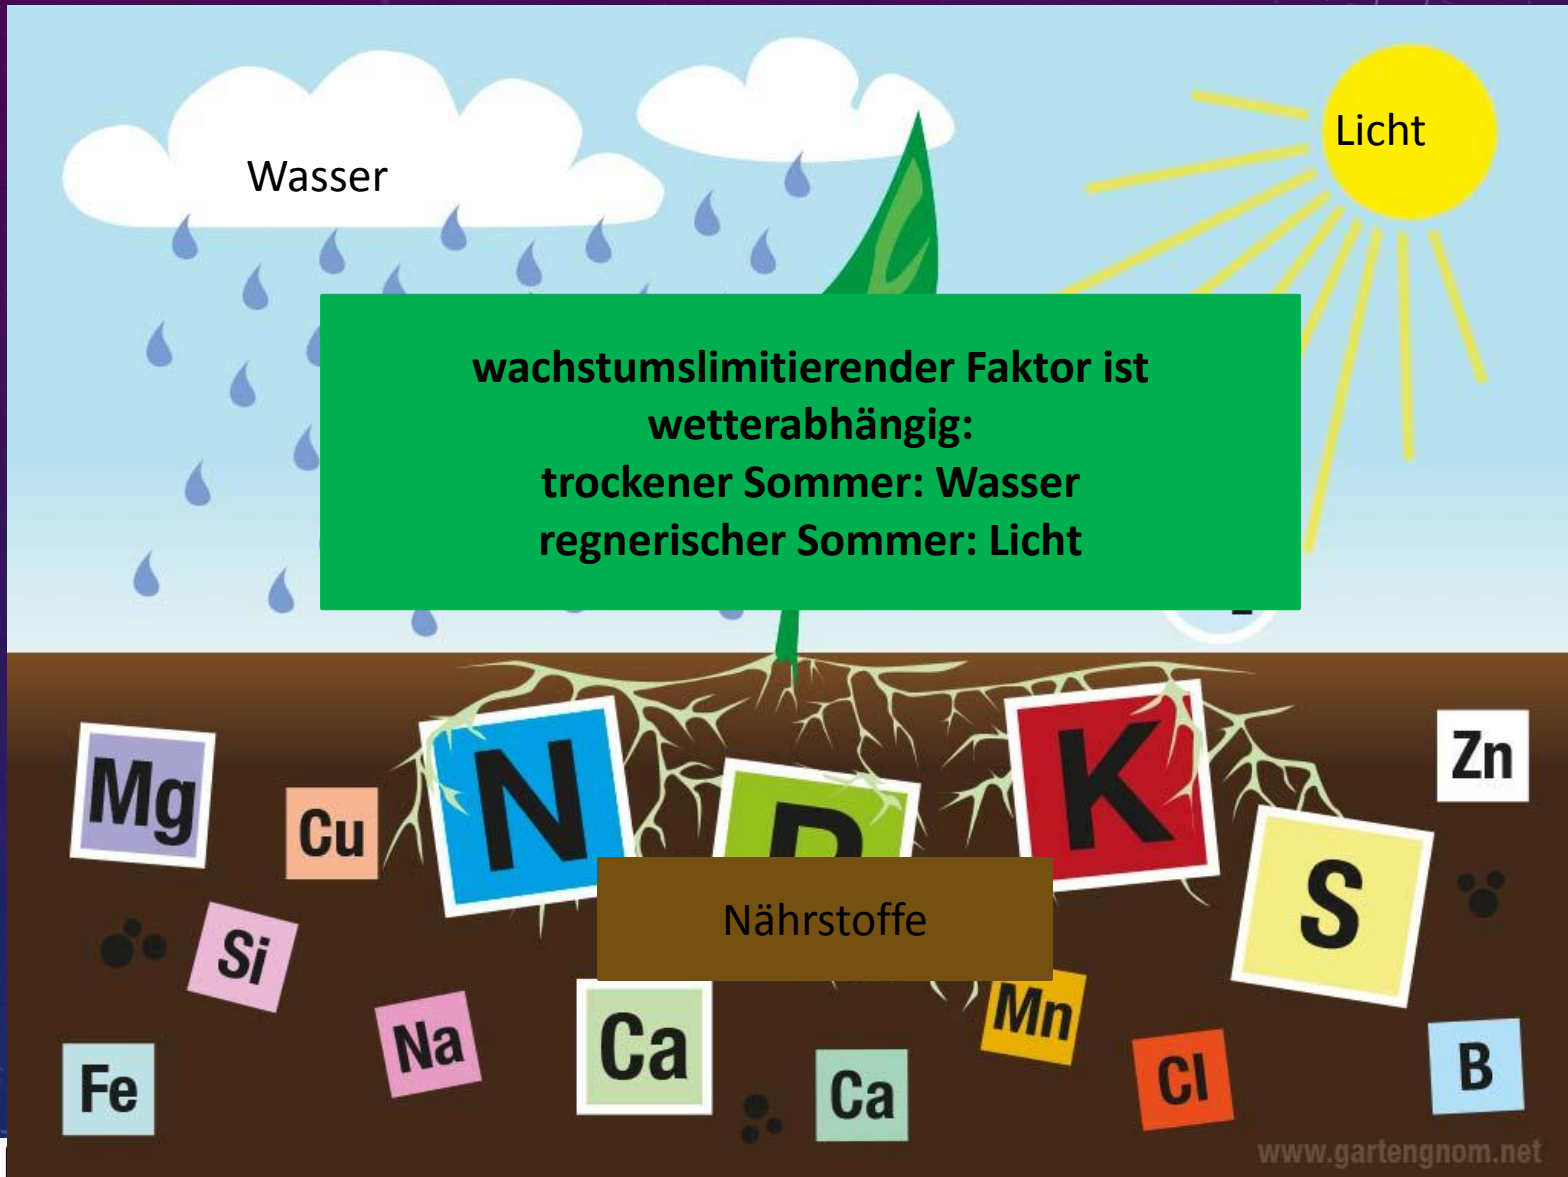 Wasser
Licht
wachstumslimitierender Faktor ist
wetterabhängig:
trockener Sommer: Wasser
regnerischer Sommer: Licht
Mg
Cu
N
K
Zn
S
Si
Nährstoffe
Na
Ca
Mn
Fe
Ca
Cl
B
www.gartengnom.net